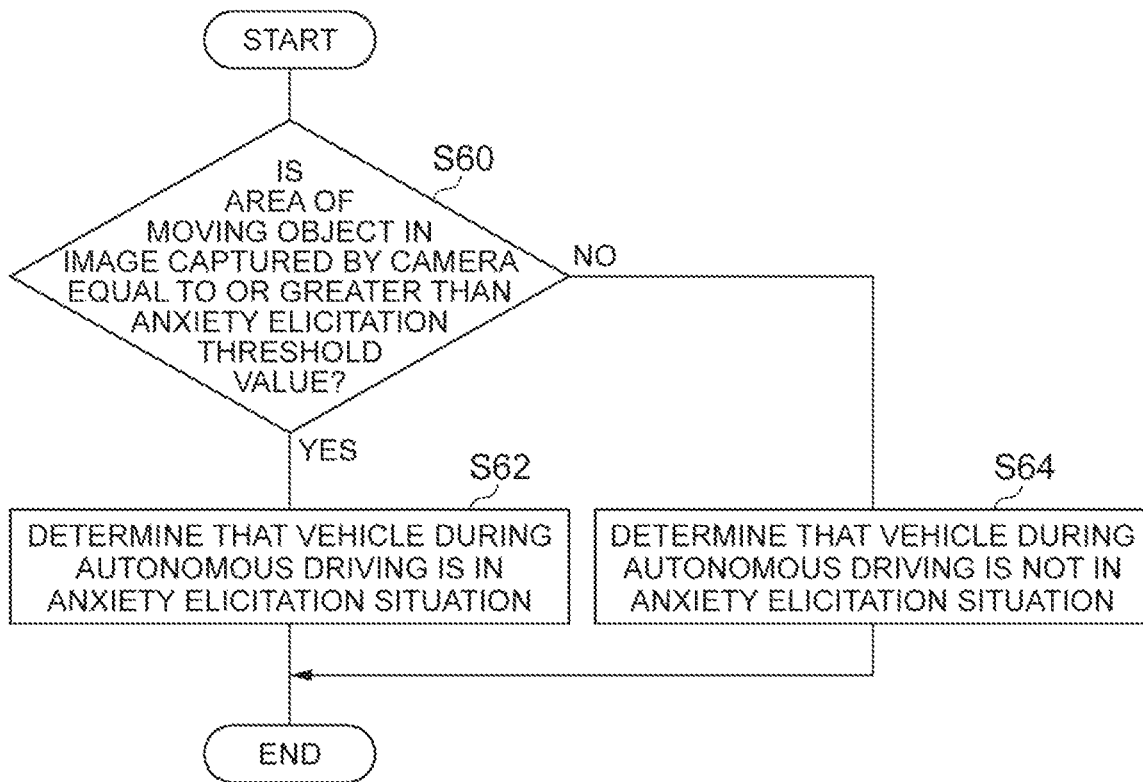 START
S60
IS
AREA OF
MOVING OBJECT IN
IMAGE CAPTURED BY CAMERA
EQUAL TO OR GREATER THAN
ANXIETY ELICITATION
THRESHOLD
VALUE?
NO
YES
S62
DETERMINE THAT VEHICLE DURING
AUTONOMOUS DRIVING IS IN
ANXIETY ELICITATION SITUATION
S64
DETERMINE THAT VEHICLE DURING
AUTONOMOUS DRIVING IS NOT IN
ANXIETY ELICITATION SITUATION
END